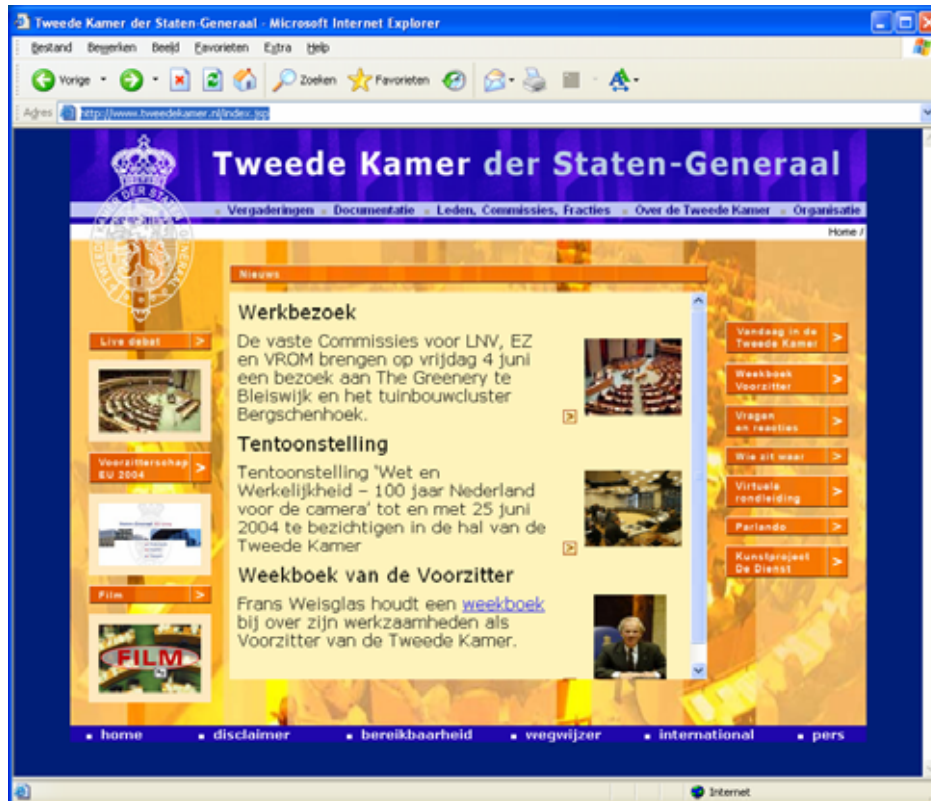 Tweede Kamer der Staten-Generaal - Microsoft Internet Explorer
Bestand Bewerken Beeld Favorieten Extra Help
Vorige Zoeken Favorieten
Adres http://www.tweedekamer.nl/index.jsp
Tweede Kamer der Staten-Generaal
Vergaderingen Documentatie Leden, Commissies, Fracties Over de Tweede Kamer Organisatie
Home /
Live debat >
Voorzitterschap
EU 2004 >
Film >
FILM
Nieuws
Werkbezoek
De vaste Commissies voor LNV, EZ
en VROM brengen op vrijdag 4 juni
een bezoek aan The Greenery te
Bleiswijk en het tuinbouwcluster
Bergschenhoek.
Tentoonstelling
Tentoonstelling 'Wet en
Werkelijkheid – 100 jaar Nederland
voor de camera' tot en met 25 juni
2004 te bezichtigen in de hal van de
Tweede Kamer
Weekboek van de Voorzitter
Frans Weisglas houdt een weekboek
bij over zijn werkzaamheden als
Voorzitter van de Tweede Kamer.
Vandaag in de
Tweede Kamer >
Weekboek
Voorzitter >
Vragen
en reacties >
Wie zit waar >
Virtuele
rondleiding >
Parlando >
Kunstproject
De Dienst >
home disclaimer bereikbaarheid wegwijzer international pers
Internet